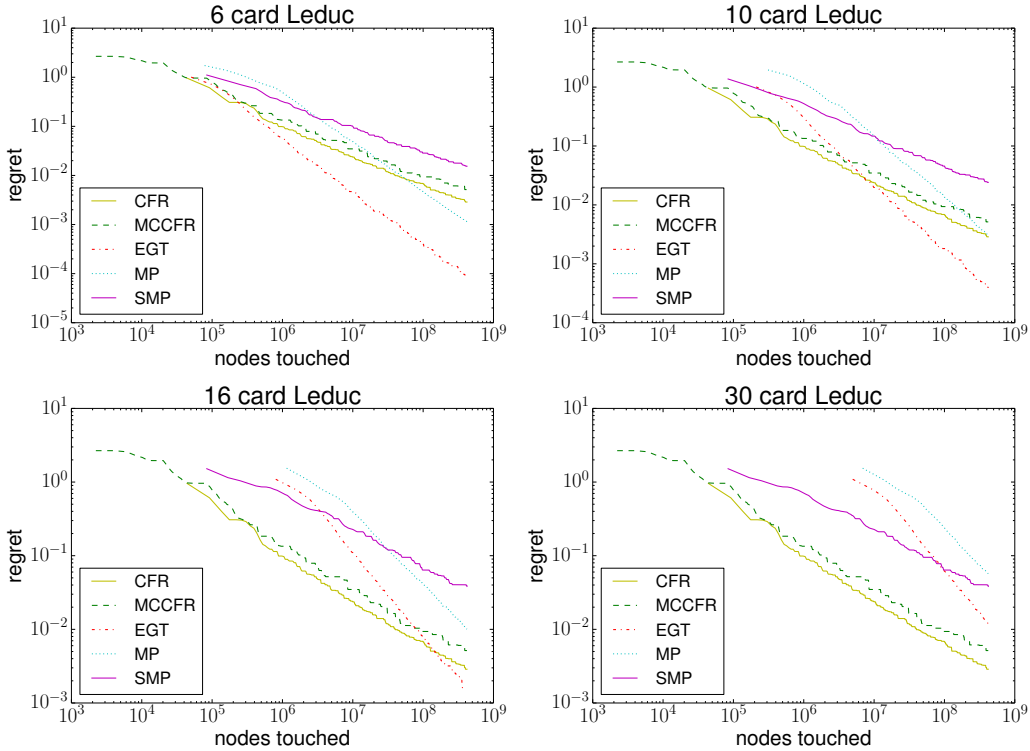 6 card Leduc
10^1
10^0
10^-1
10^-2
10^-3
10^-4
10^-5
regret
CFR
MCCFR
EGT
MP
SMP
10^3 10^4 10^5 10^6 10^7 10^8 10^9
nodes touched
10 card Leduc
10^1
10^0
10^-1
10^-2
10^-3
10^-4
regret
CFR
MCCFR
EGT
MP
SMP
10^3 10^4 10^5 10^6 10^7 10^8 10^9
nodes touched
16 card Leduc
10^1
10^0
10^-1
10^-2
10^-3
regret
CFR
MCCFR
EGT
MP
SMP
10^3 10^4 10^5 10^6 10^7 10^8 10^9
nodes touched
30 card Leduc
10^1
10^0
10^-1
10^-2
10^-3
regret
CFR
MCCFR
EGT
MP
SMP
10^3 10^4 10^5 10^6 10^7 10^8 10^9
nodes touched